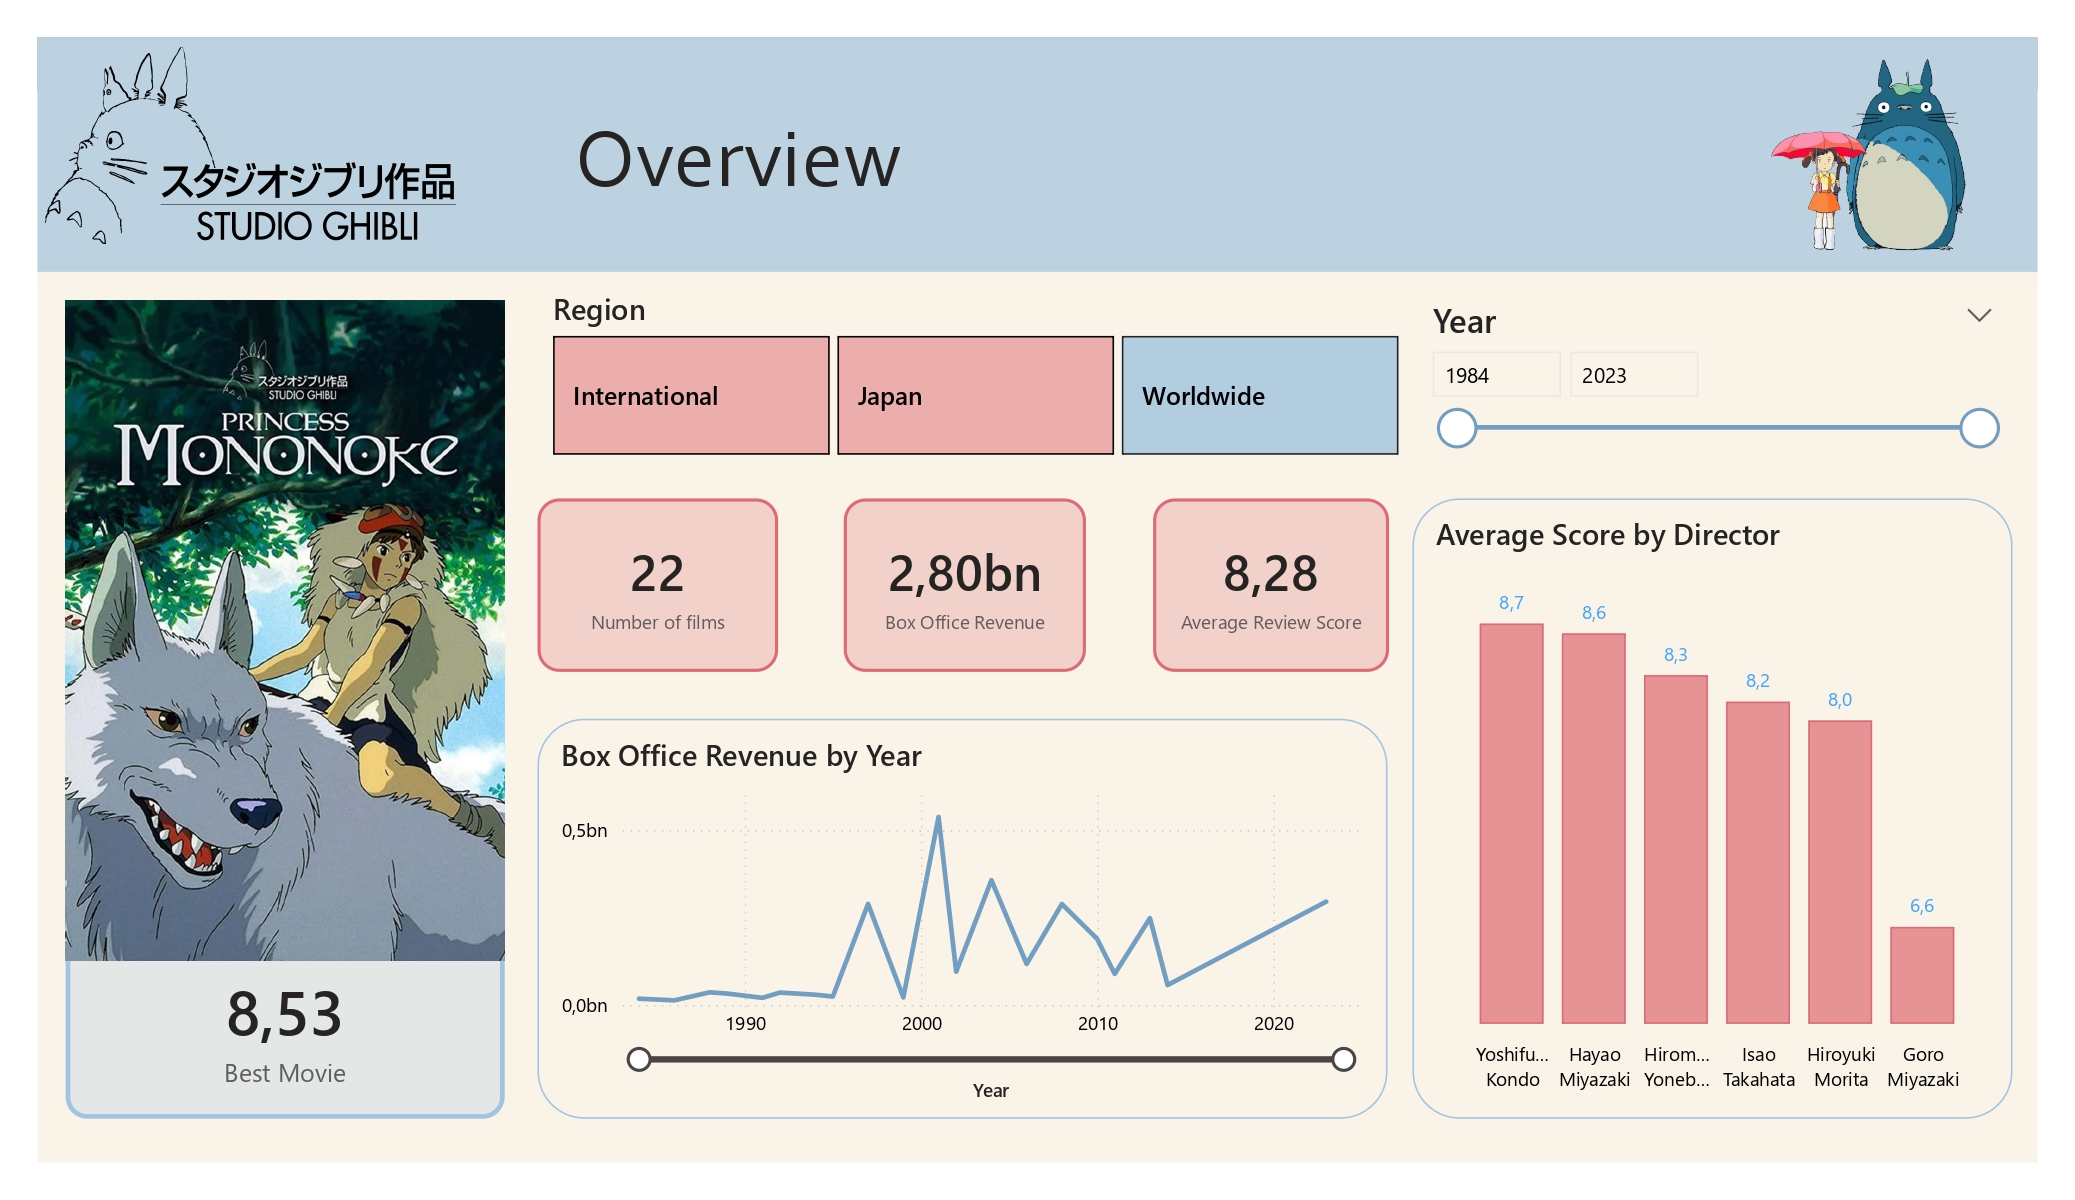 スタジオジブリ作品
STUDIO GHIBLI
Overview
スタジオジブリ作品
STUDIO GHIBLI
PRINCESS
MONONOKE
8,53
Best Movie
Region
International
Japan
Worldwide
Year
1984
2023
22
Number of films
2,80bn
Box Office Revenue
8,28
Average Review Score
Box Office Revenue by Year
0,5bn
0,0bn
1990 2000 2010 2020
Year
Average Score by Director
8,7
8,6
8,3
8,2
8,0
6,6
Yoshifu... Hayao Hirom... Isao Hiroyuki Goro
Kondo Miyazaki Yoneb... Takahata Morita Miyazaki